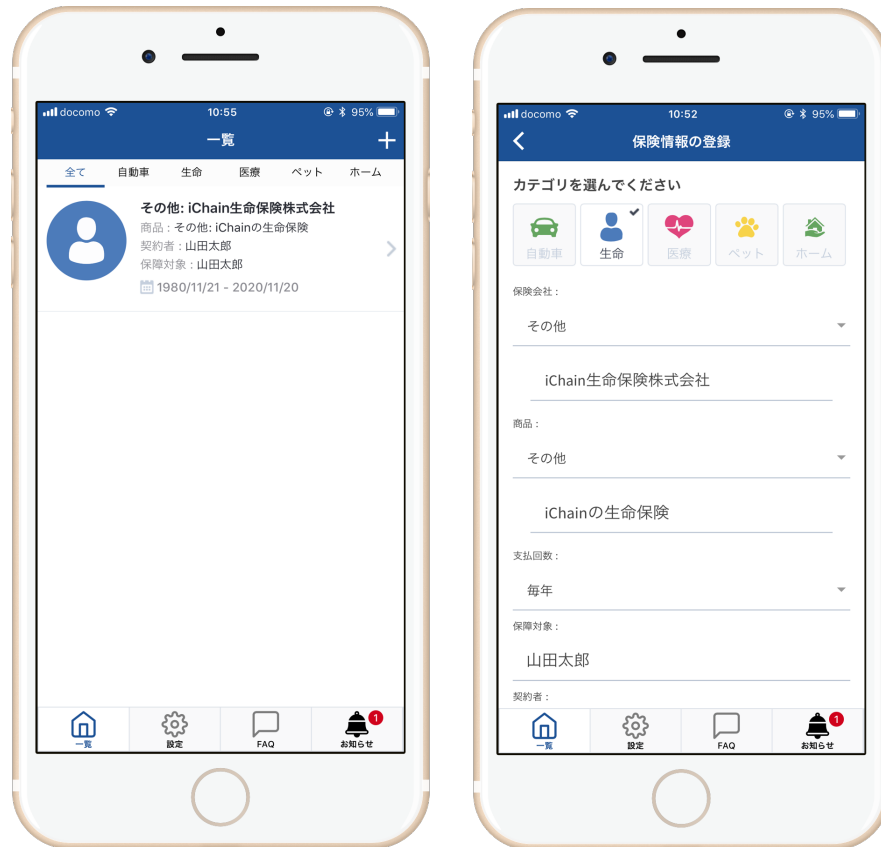 docomo 10:55 95%
一覧
全て 自動車 生命 医療 ペット ホーム
その他: iChain生命保険株式会社
商品：その他: iChainの生命保険
契約者：山田太郎
保障対象：山田太郎
1980/11/21 - 2020/11/20
一覧 設定 FAQ お知らせ 1
docomo 10:52 95%
保険情報の登録
カテゴリを選んでください
自動車 生命 医療 ペット ホーム
保険会社：
その他
iChain生命保険株式会社
商品：
その他
iChainの生命保険
支払回数：
毎年
保障対象：
山田太郎
契約者：
一覧 設定 FAQ お知らせ 1